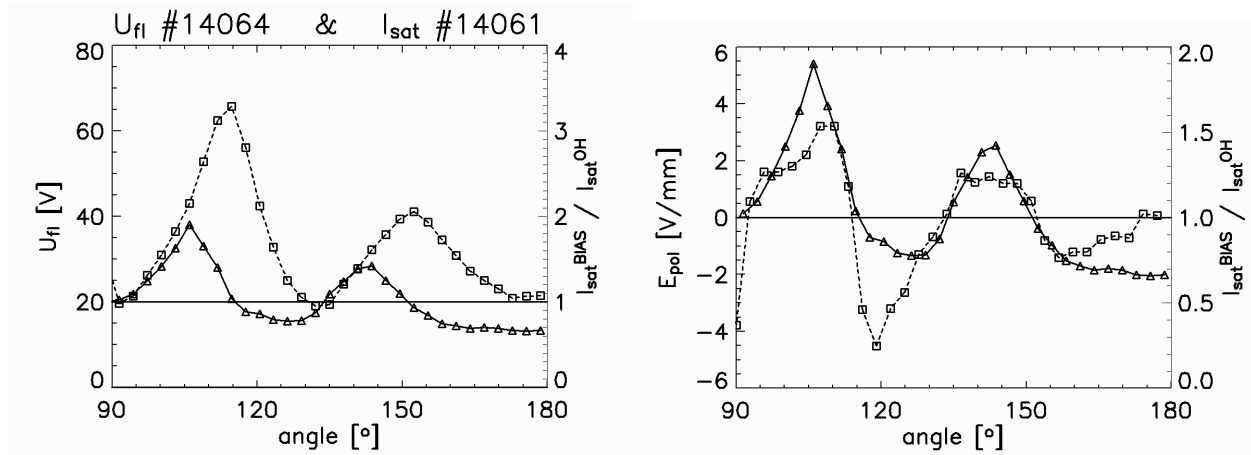 U_fl #14064 & I_sat #14061
80
60
40
20
0
U_fl [V]
4
3
2
1
0
I_sat^BIAS / I_sat^OH
90 120 150 180
angle [°]
6
4
2
0
−2
−4
−6
E_pol [V/mm]
2.0
1.5
1.0
0.5
0.0
I_sat^BIAS / I_sat^OH
90 120 150 180
angle [°]